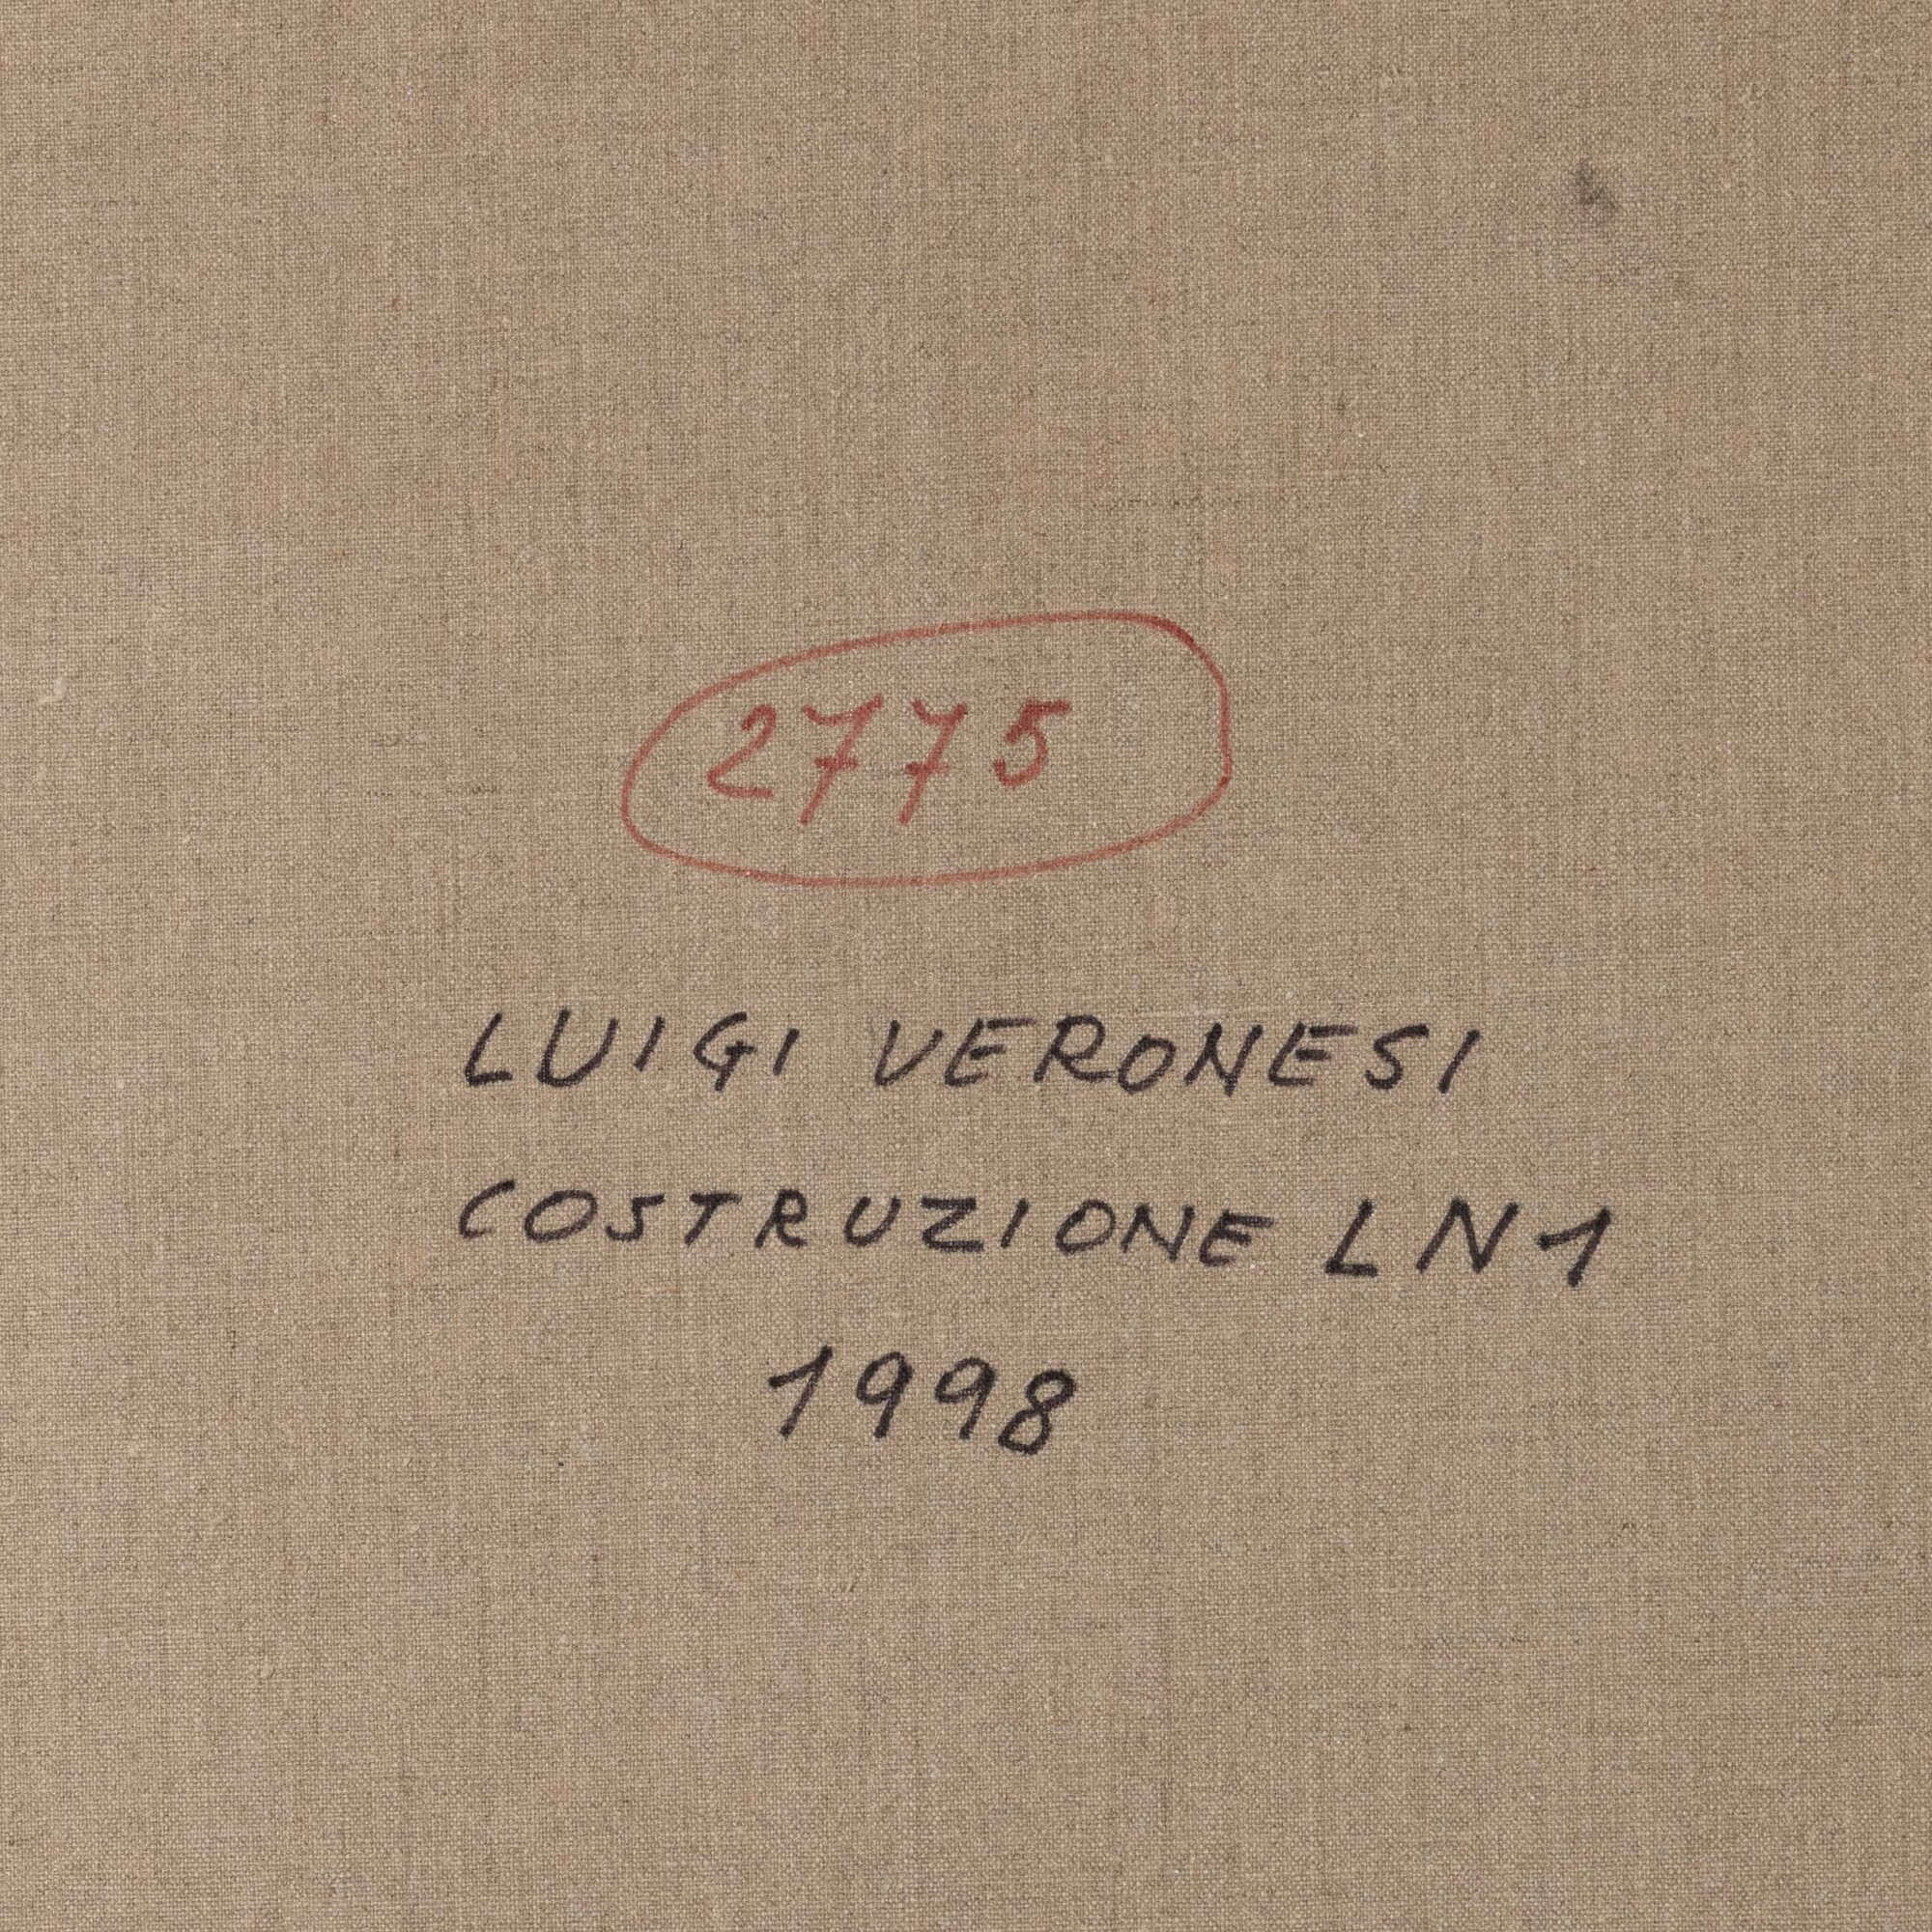 2775
LUIGI VERONESI
COSTRUZIONE LN1
1998